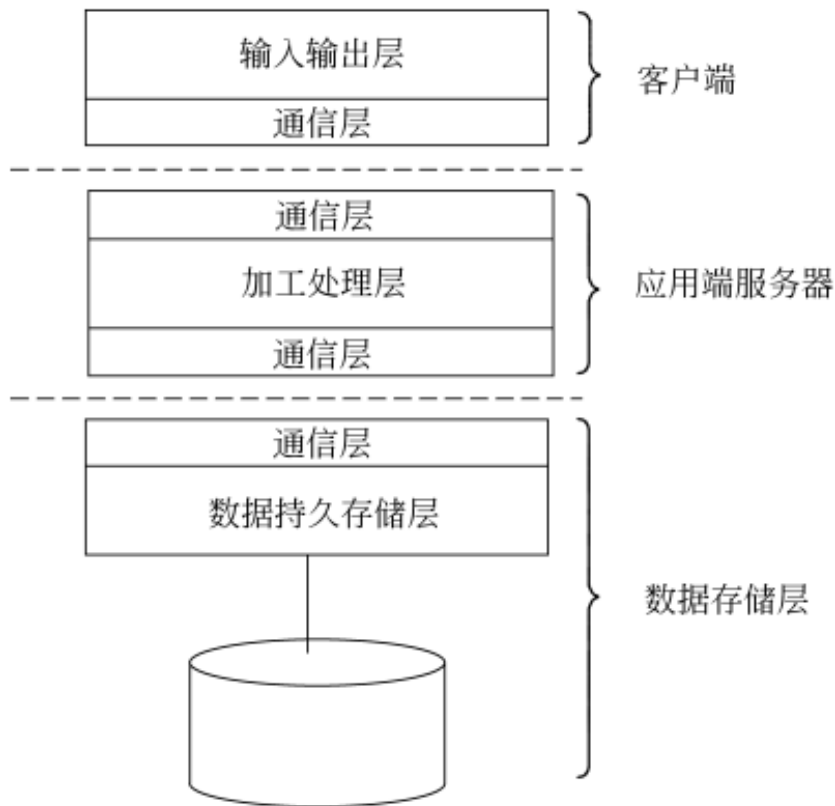 输入输出层
通信层
客户端
通信层
加工处理层
通信层
应用端服务器
通信层
数据持久存储层
数据存储层